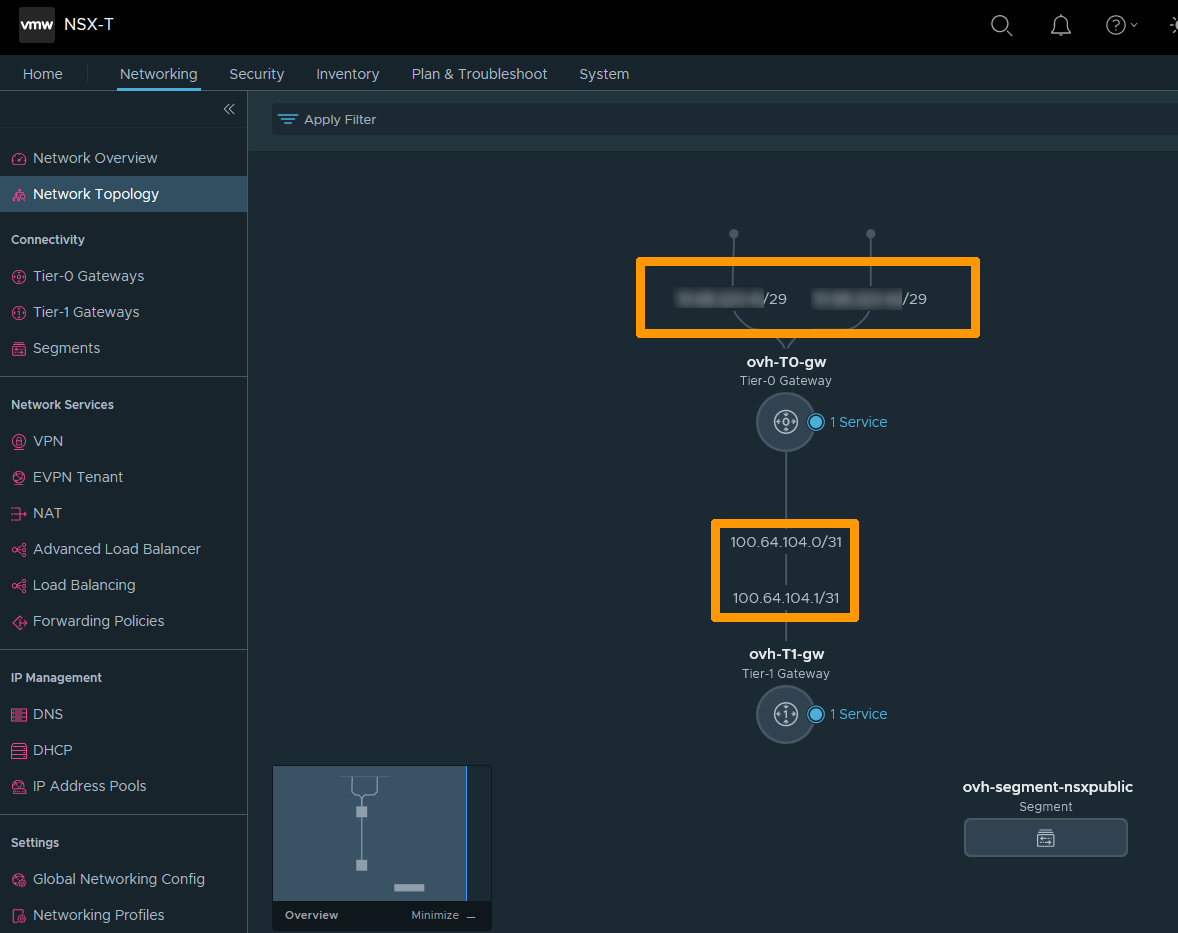 vmw NSX-T
Home Networking Security Inventory Plan & Troubleshoot System
Apply Filter
Network Overview
Network Topology
Connectivity
Tier-0 Gateways
Tier-1 Gateways
Segments
Network Services
VPN
EVPN Tenant
NAT
Advanced Load Balancer
Load Balancing
Forwarding Policies
IP Management
DNS
DHCP
IP Address Pools
Settings
Global Networking Config
Networking Profiles
/29 /29
ovh-T0-gw
Tier-0 Gateway
0
1 Service
100.64.104.0/31
100.64.104.1/31
ovh-T1-gw
Tier-1 Gateway
1
1 Service
ovh-segment-nsxpublic
Segment
Overview Minimize